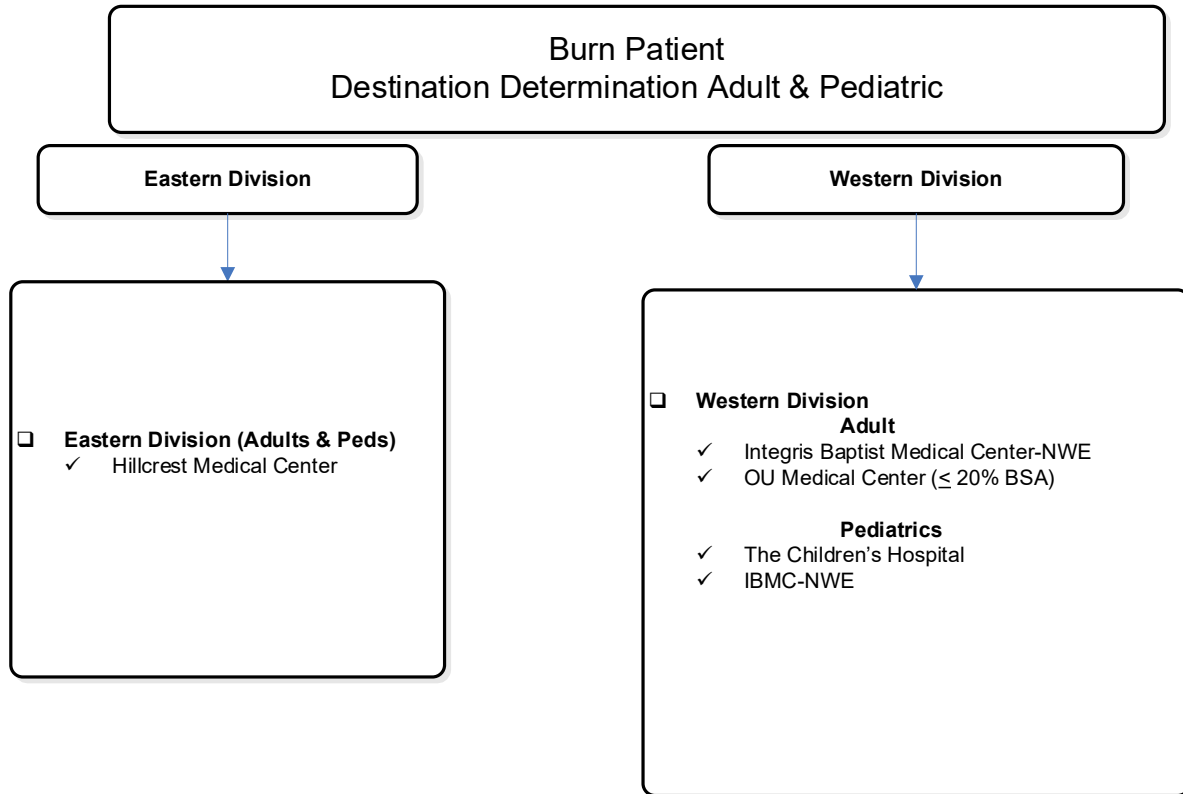 Burn Patient
Destination Determination Adult & Pediatric
Eastern Division
Western Division
❑ Eastern Division (Adults & Peds)
✓ Hillcrest Medical Center
❑ Western Division
Adult
✓ Integris Baptist Medical Center-NWE
✓ OU Medical Center (≤ 20% BSA)
Pediatrics
✓ The Children’s Hospital
✓ IBMC-NWE